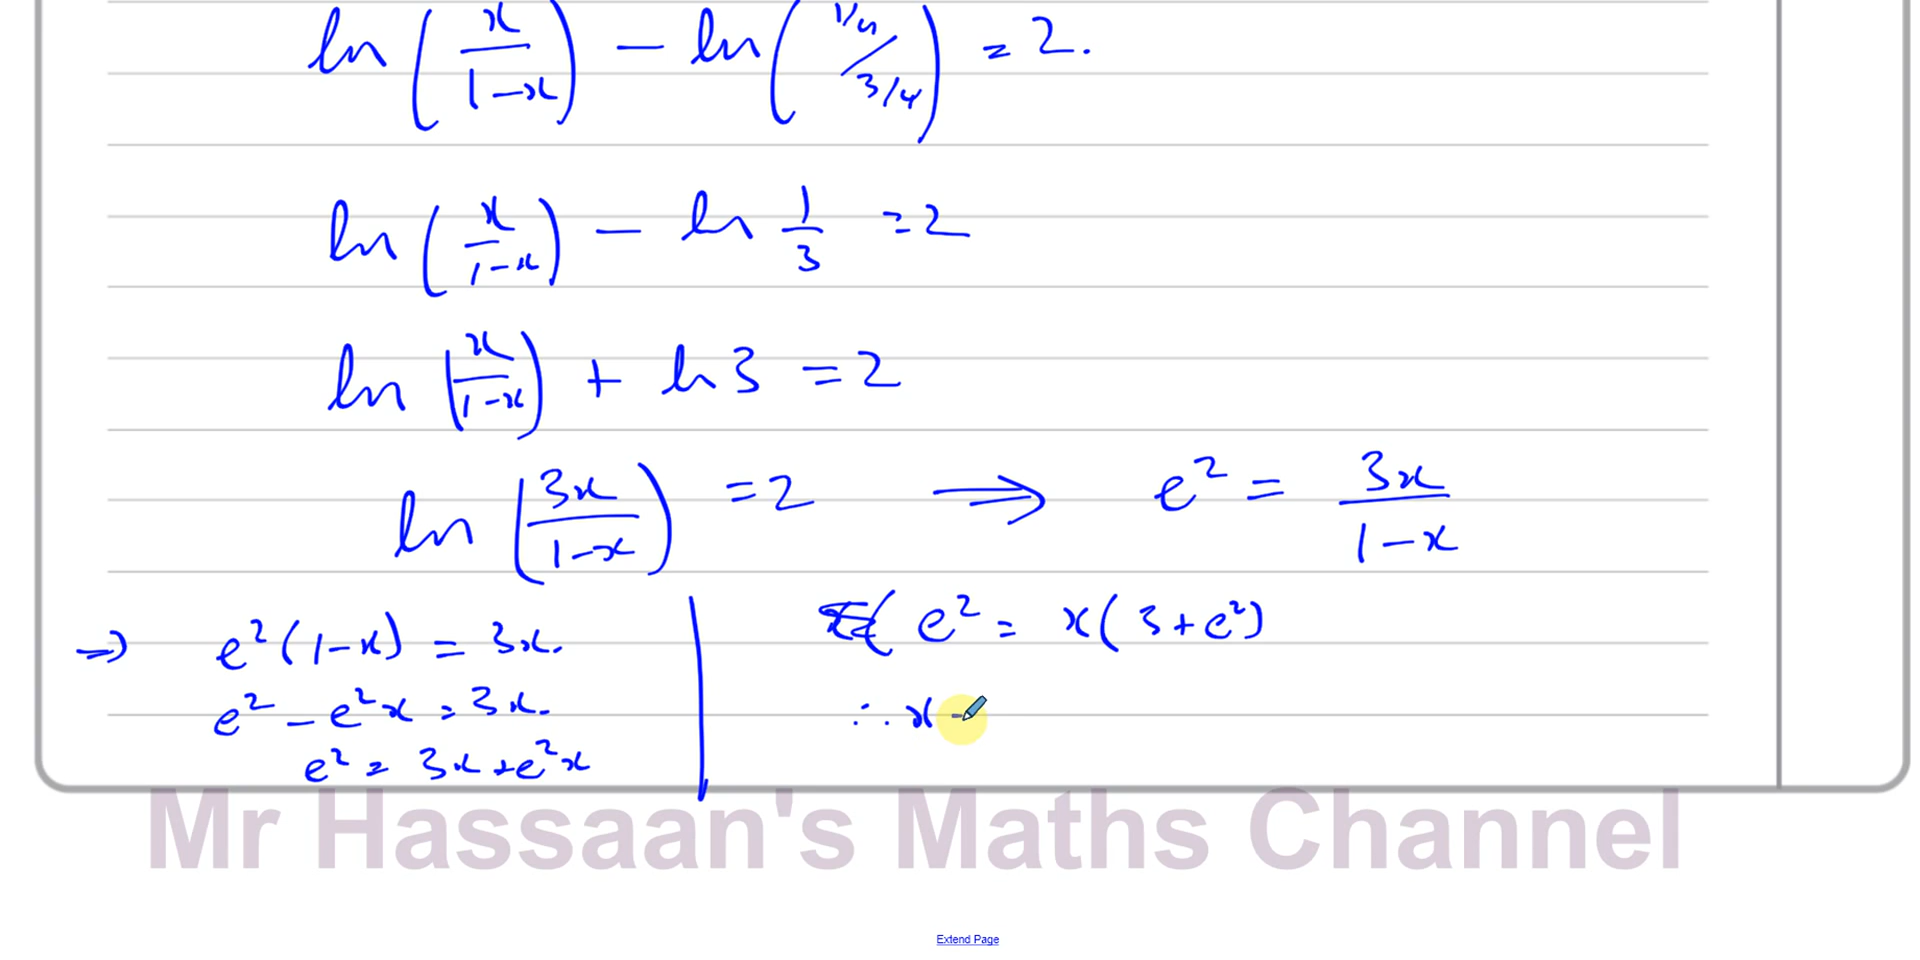 ln(x/(1-x)) - ln((1/4)/(3/4)) = 2.
ln(x/(1-x)) - ln 1/3 = 2
ln(x/(1-x)) + ln 3 = 2
ln(3x/(1-x)) = 2 ⟹ e² = 3x/(1-x)
⇒ e²(1-x) = 3x.
e² - e²x = 3x.
e² = 3x + e²x
e² = x(3+e²)
∴ x =
Mr Hassaan's Maths Channel
Extend Page